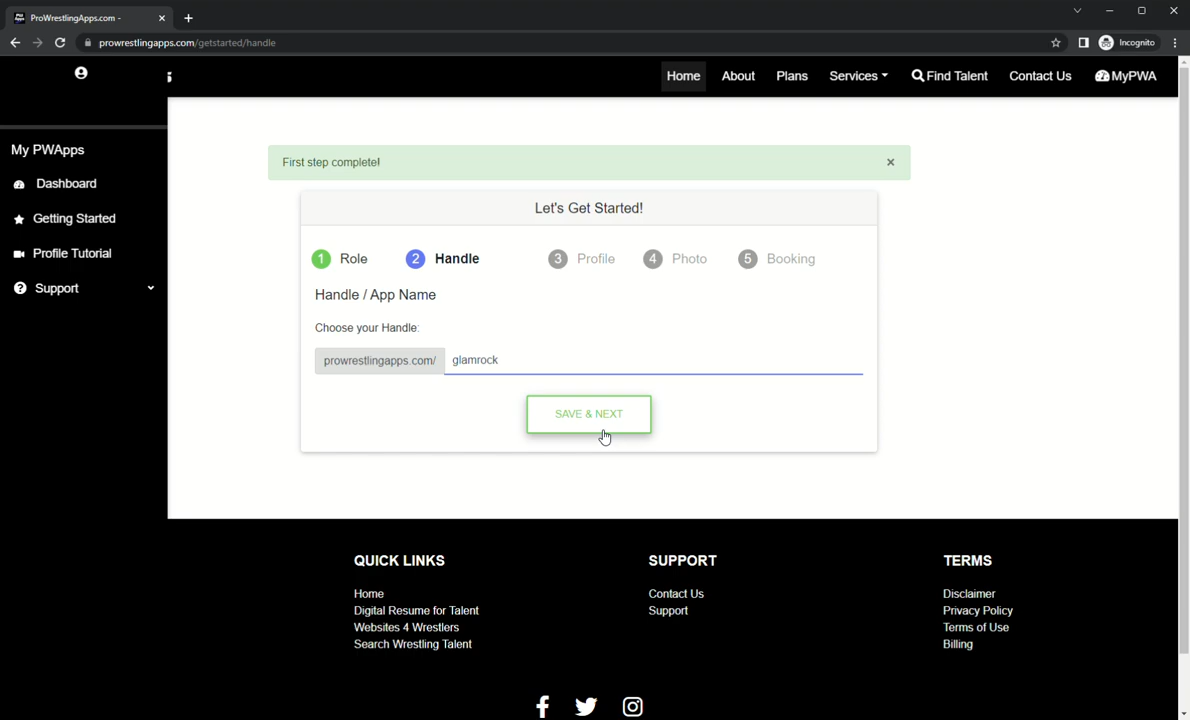 ProWrestlingApps.com -
prowrestlingapps.com/getstarted/handle
Incognito
Home
About
Plans
Services
Find Talent
Contact Us
MyPWA
My PWApps
Dashboard
Getting Started
Profile Tutorial
Support
First step complete!
Let's Get Started!
1 Role
2 Handle
3 Profile
4 Photo
5 Booking
Handle / App Name
Choose your Handle:
prowrestlingapps.com/ glamrock
SAVE & NEXT
QUICK LINKS
Home
Digital Resume for Talent
Websites 4 Wrestlers
Search Wrestling Talent
SUPPORT
Contact Us
Support
TERMS
Disclaimer
Privacy Policy
Terms of Use
Billing